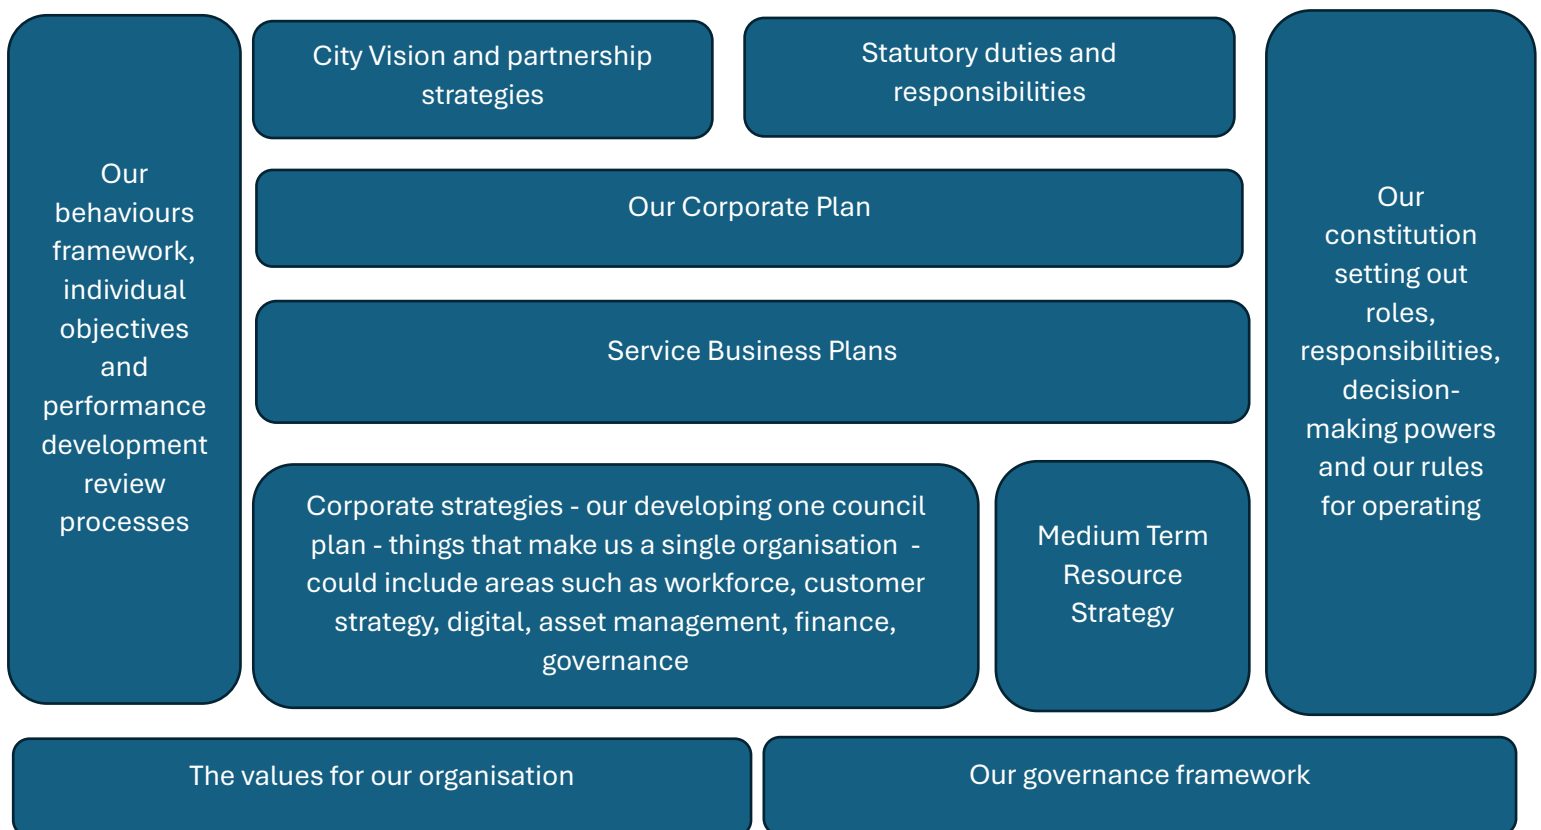 Our
behaviours
framework,
individual
objectives
and
performance
development
review
processes
City Vision and partnership
strategies
Statutory duties and
responsibilities
Our Corporate Plan
Service Business Plans
Corporate strategies - our developing one council
plan - things that make us a single organisation  -
could include areas such as workforce, customer
strategy, digital, asset management, finance,
governance
Medium Term
Resource
Strategy
Our
constitution
setting out
roles,
responsibilities,
decision-
making powers
and our rules
for operating
The values for our organisation
Our governance framework